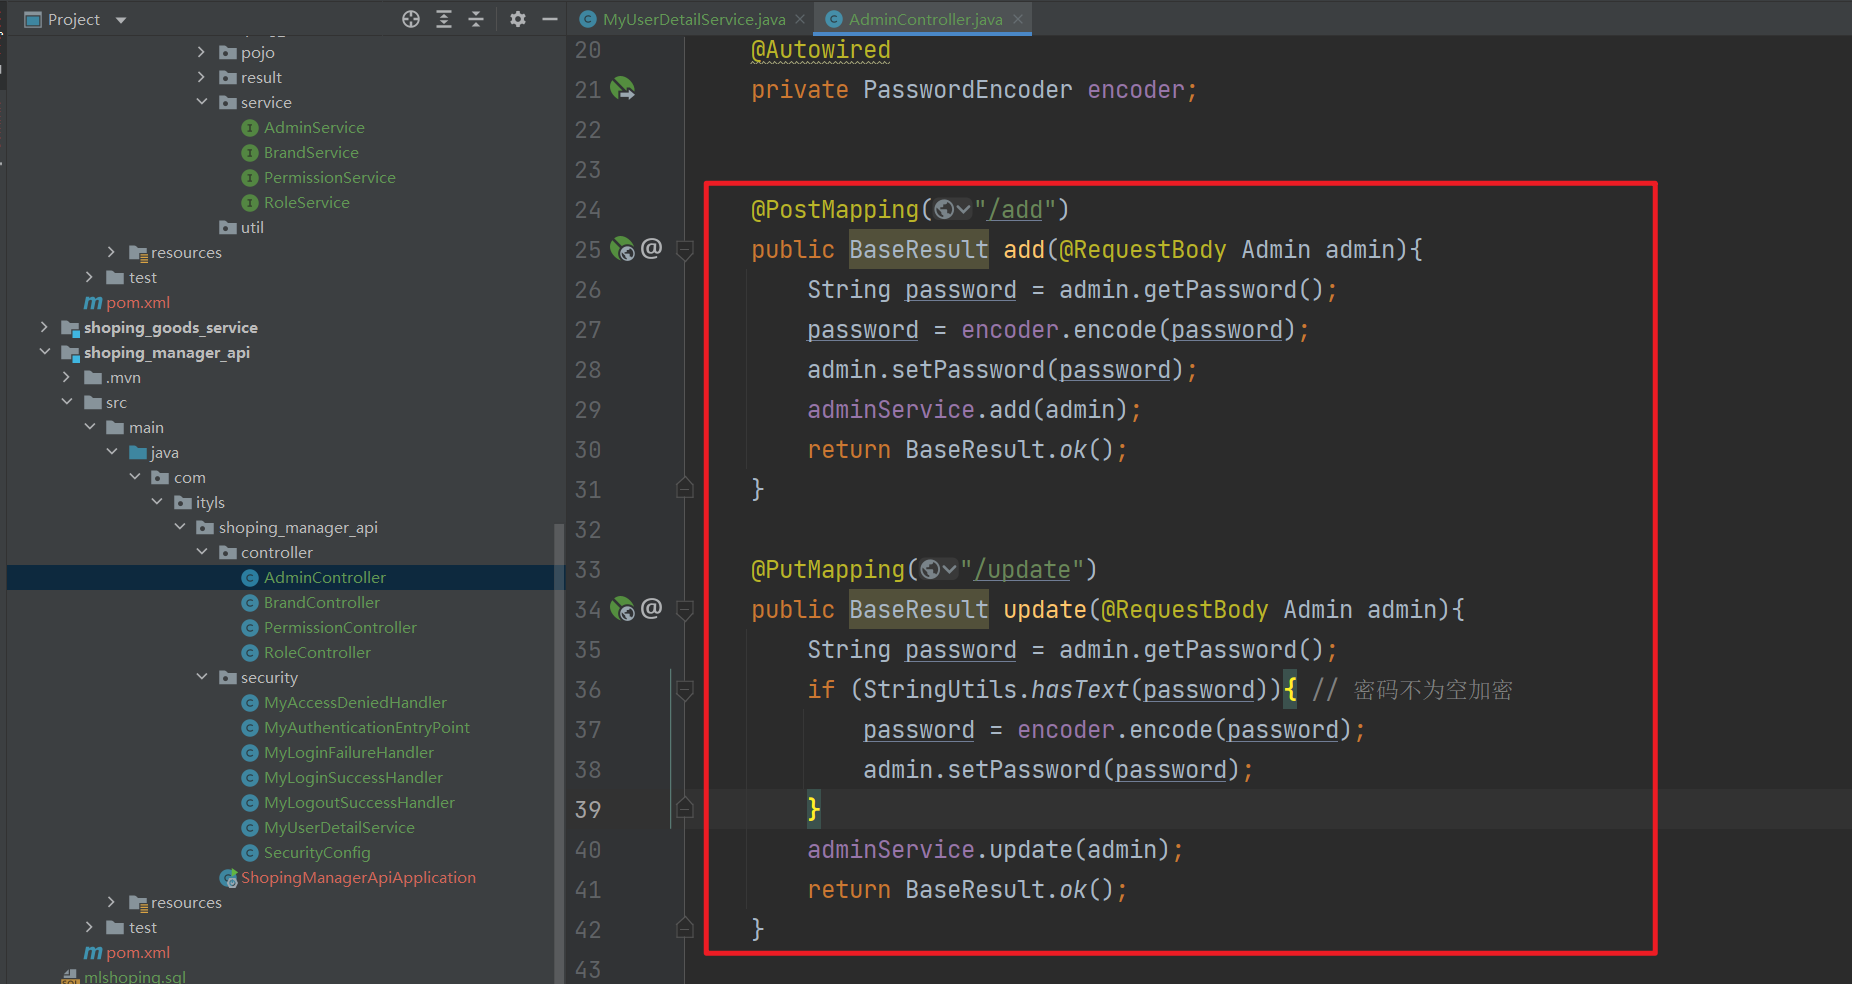 Project
pojo
result
service
AdminService
BrandService
PermissionService
RoleService
util
resources
test
pom.xml
shoping_goods_service
shoping_manager_api
.mvn
src
main
java
com
ityls
shoping_manager_api
controller
AdminController
BrandController
PermissionController
RoleController
security
MyAccessDeniedHandler
MyAuthenticationEntryPoint
MyLoginFailureHandler
MyLoginSuccessHandler
MyLogoutSuccessHandler
MyUserDetailService
SecurityConfig
ShopingManagerApiApplication
resources
test
pom.xml
mlshoping.sql
MyUserDetailService.java
AdminController.java
20 @Autowired
21 private PasswordEncoder encoder;
22
23
24 @PostMapping("/add")
25 public BaseResult add(@RequestBody Admin admin){
26 String password = admin.getPassword();
27 password = encoder.encode(password);
28 admin.setPassword(password);
29 adminService.add(admin);
30 return BaseResult.ok();
31 }
32
33 @PutMapping("/update")
34 public BaseResult update(@RequestBody Admin admin){
35 String password = admin.getPassword();
36 if (StringUtils.hasText(password)){ // 密码不为空加密
37 password = encoder.encode(password);
38 admin.setPassword(password);
39 }
40 adminService.update(admin);
41 return BaseResult.ok();
42 }
43